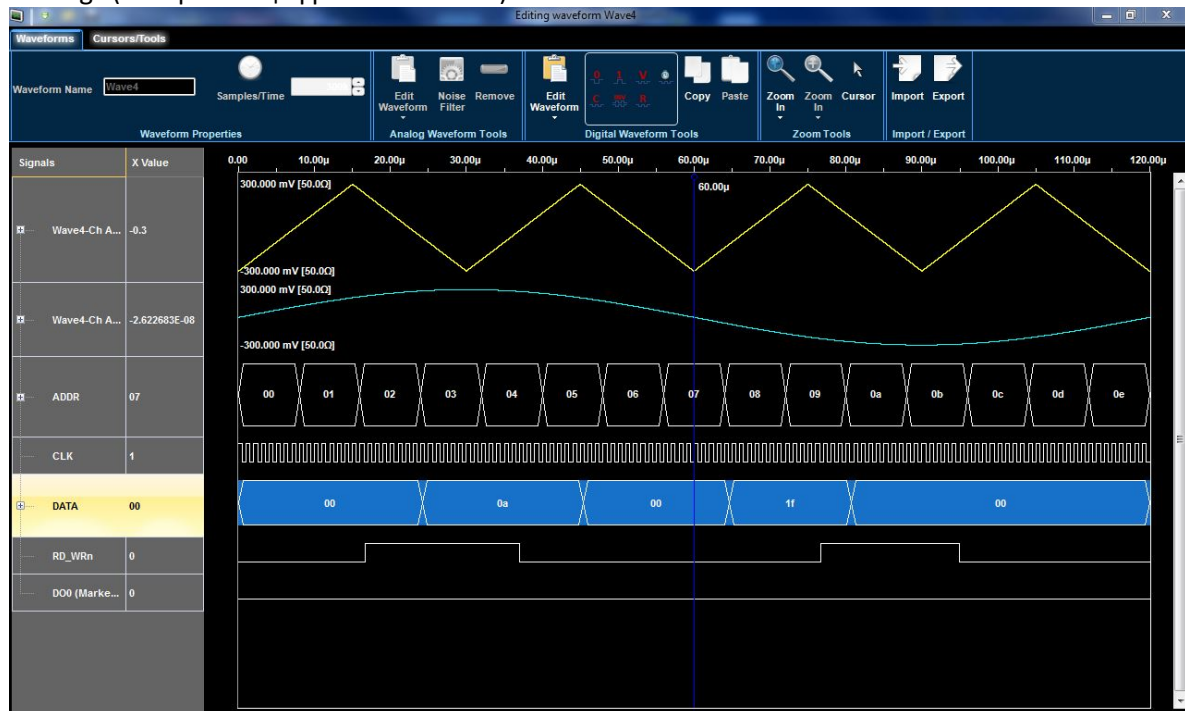 Editing waveform Wave4
Waveforms Cursors/Tools
Waveform Name Wave4
Samples/Time
Edit Waveform
Noise Filter
Remove
Edit Waveform
0 1 V
C R
Copy
Paste
Zoom In
Zoom In
Cursor
Import
Export
Waveform Properties
Analog Waveform Tools
Digital Waveform Tools
Zoom Tools
Import / Export
Signals X Value 0.00 10.00µ 20.00µ 30.00µ 40.00µ 50.00µ 60.00µ 70.00µ 80.00µ 90.00µ 100.00µ 110.00µ 120.00µ
300.000 mV [50.0Ω]
60.00µ
Wave4-Ch A... -0.3
-300.000 mV [50.0Ω]
300.000 mV [50.0Ω]
Wave4-Ch A... -2.622683E-08
-300.000 mV [50.0Ω]
ADDR 07 00 01 02 03 04 05 06 07 08 09 0a 0b 0c 0d 0e
CLK 1
DATA 00 00 0a 00 1f 00
RD_WRn 0
DO0 (Marke... 0